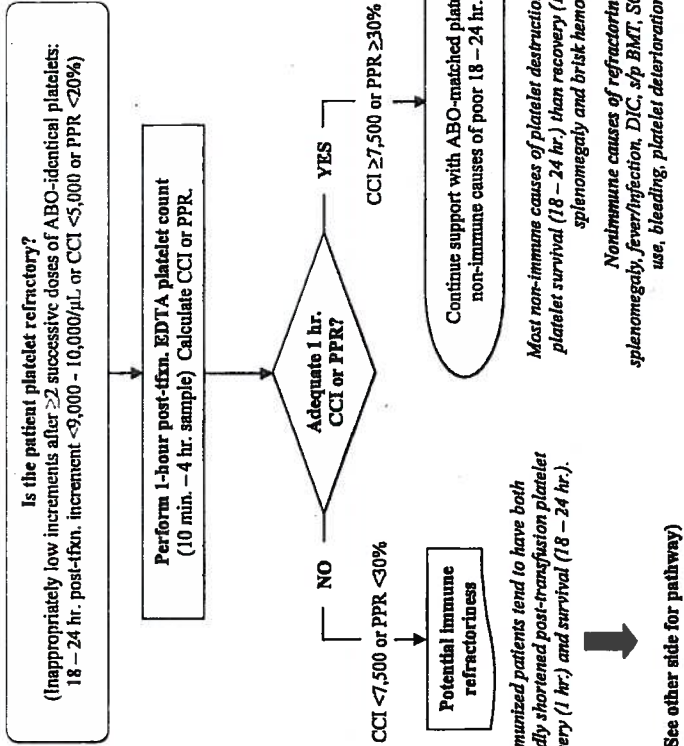 Is the patient platelet refractory?
(Inappropriately low increments after ≥2 successive doses of ABO-identical platelets:
18 – 24 hr. post-tfxn. increment <9,000 - 10,000/µL or CCI <5,000 or PPR <20%)
Perform 1-hour post-tfxn. EDTA platelet count
(10 min. – 4 hr. sample) Calculate CCI or PPR.
Adequate 1 hr.
CCI or PPR?
NO
YES
CCI <7,500 or PPR <30%
CCI ≥7,500 or PPR ≥30%
Potential immune
refractoriness
munized patients tend to have both
dly shortened post-transfusion platelet
ery (1 hr.) and survival (18 – 24 hr.).
See other side for pathway)
Continue support with ABO-matched plate
non-immune causes of poor 18 – 24 hr.
Most non-immune causes of platelet destruction
platelet survival (18 – 24 hr.) than recovery (1
splenomegaly and brisk hemo
Nonimmune causes of refractorin
splenomegaly, fever/infection, DIC, s/p BMT,
use, bleeding, platelet deterioration